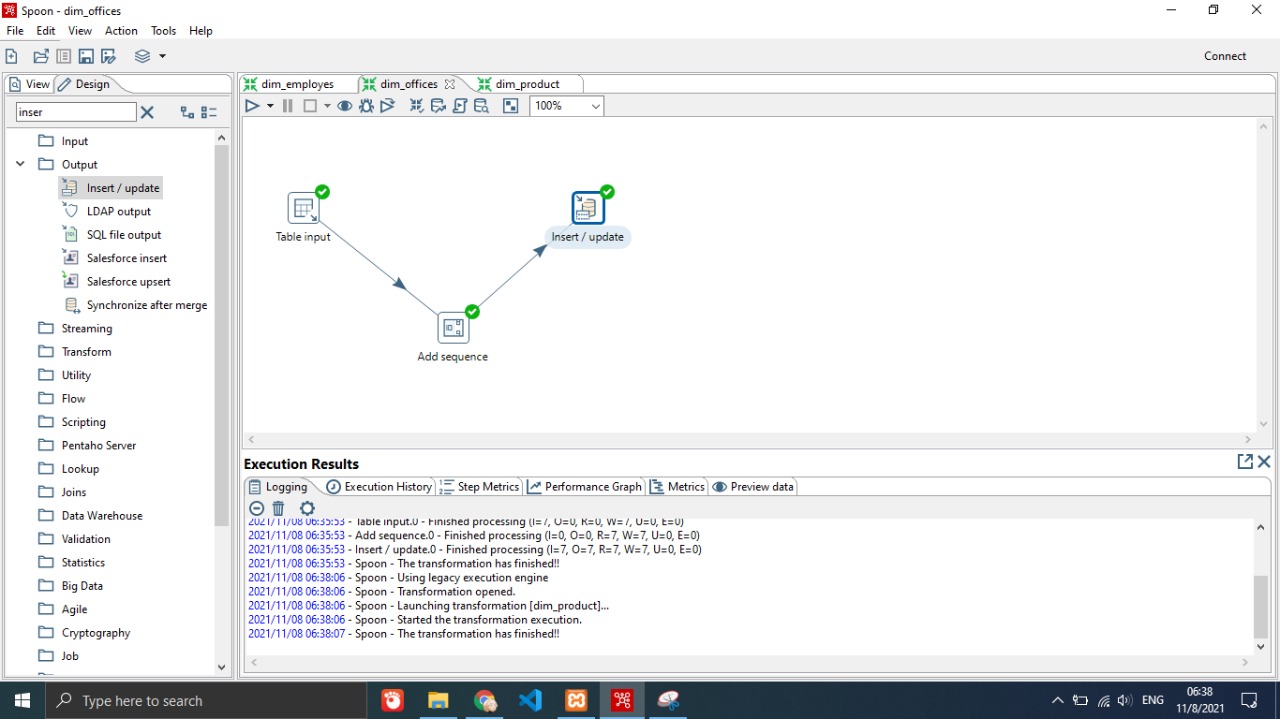 Spoon - dim_offices
File Edit View Action Tools Help
Connect
View Design
dim_employes dim_offices dim_product
inser
100%
Input
Output
Insert / update
LDAP output
SQL file output
Salesforce insert
Salesforce upsert
Synchronize after merge
Streaming
Transform
Utility
Flow
Scripting
Pentaho Server
Lookup
Joins
Data Warehouse
Validation
Statistics
Big Data
Agile
Cryptography
Job
Table input
Insert / update
Add sequence
Execution Results
Logging Execution History Step Metrics Performance Graph Metrics Preview data
2021/11/08 06:35:53 - Table input.0 - Finished processing (I=7, O=0, R=0, W=7, U=0, E=0)
2021/11/08 06:35:53 - Add sequence.0 - Finished processing (I=0, O=0, R=7, W=7, U=0, E=0)
2021/11/08 06:35:53 - Insert / update.0 - Finished processing (I=7, O=7, R=7, W=7, U=0, E=0)
2021/11/08 06:35:53 - Spoon - The transformation has finished!!
2021/11/08 06:38:06 - Spoon - Using legacy execution engine
2021/11/08 06:38:06 - Spoon - Transformation opened.
2021/11/08 06:38:06 - Spoon - Launching transformation [dim_product]...
2021/11/08 06:38:06 - Spoon - Started the transformation execution.
2021/11/08 06:38:07 - Spoon - The transformation has finished!!
Type here to search
ENG
06:38
11/8/2021